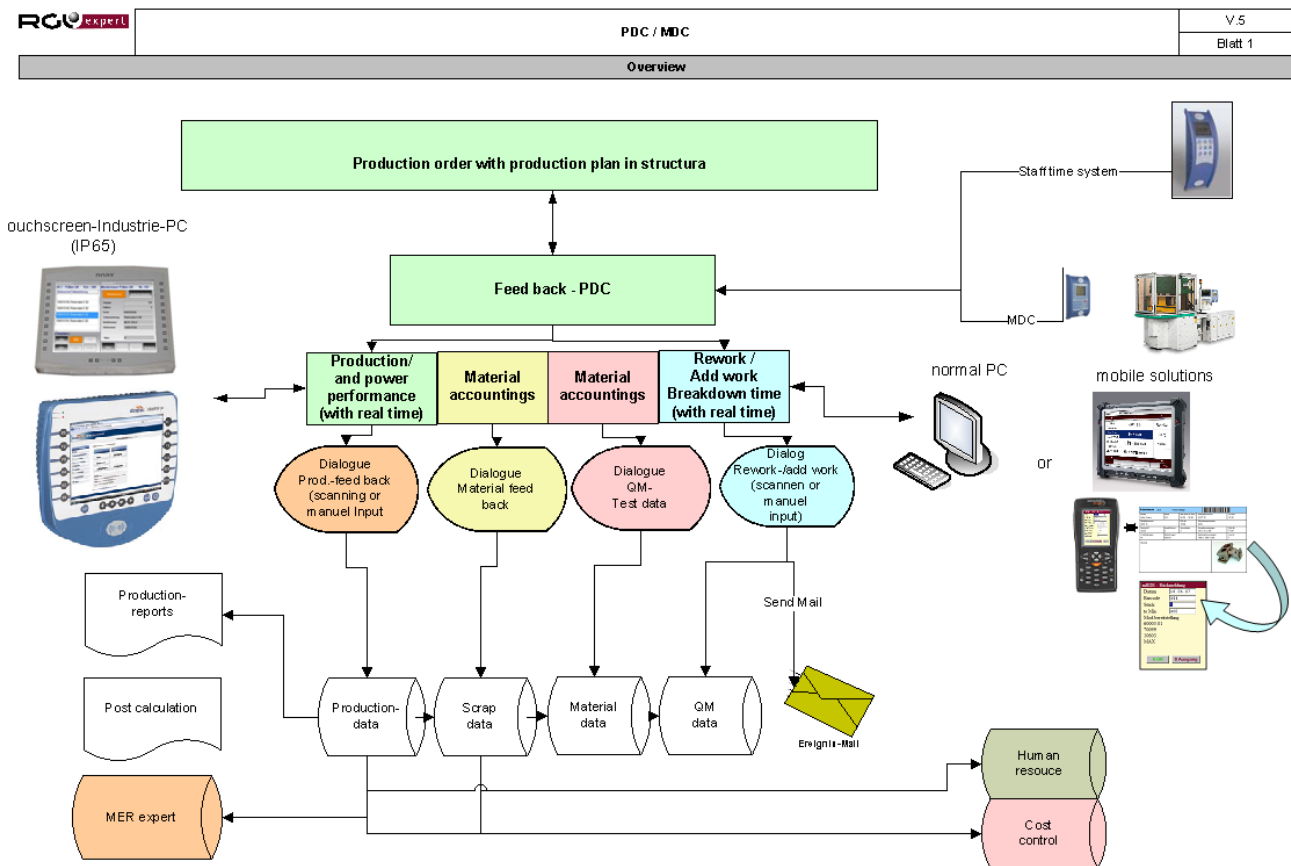 RGU expert
PDC / MDC
V.5
Blatt 1
Overview
Production order with production plan in structura
Staff time system
ouchscreen-Industrie-PC
(IP65)
Feed back - PDC
MDC
Production/
and power
performance
(with real time)
Material
accountings
Material
accountings
Rework /
Add work
Breakdown time
(with real time)
normal PC
mobile solutions
or
Dialogue
Prod.-feed back
(scanning or
manuel Input
Dialogue
Material feed
back
Dialogue
QM-
Test data
Dialog
Rework-/add work
(scannen or
manuel
input)
Production-
reports
Send Mail
Post calculation
Production-
data
Scrap
data
Material
data
QM
data
Ereignis-Mail
Human
resouce
MER expert
Cost
control
Datum
Barcode
Stück
MAX